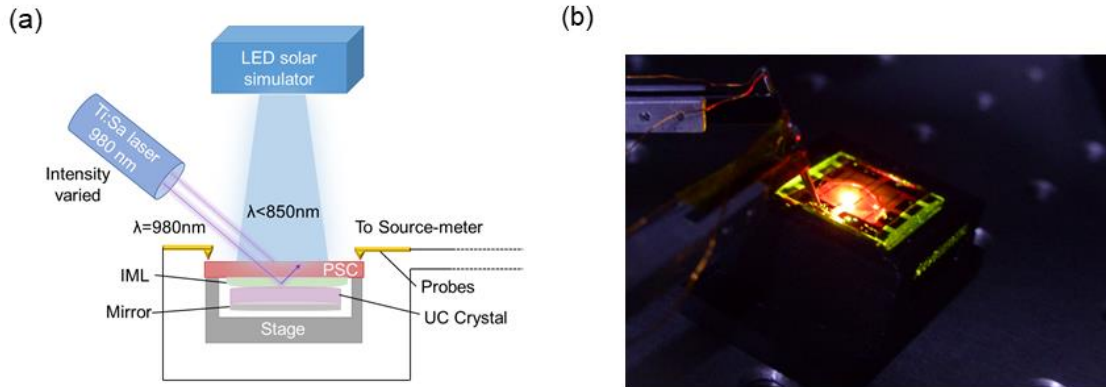 (a)
LED solar
simulator
Ti:Sa laser
980 nm
Intensity
varied
λ=980nm
λ<850nm
To Source-meter
PSC
IML
Probes
Mirror
UC Crystal
Stage
(b)